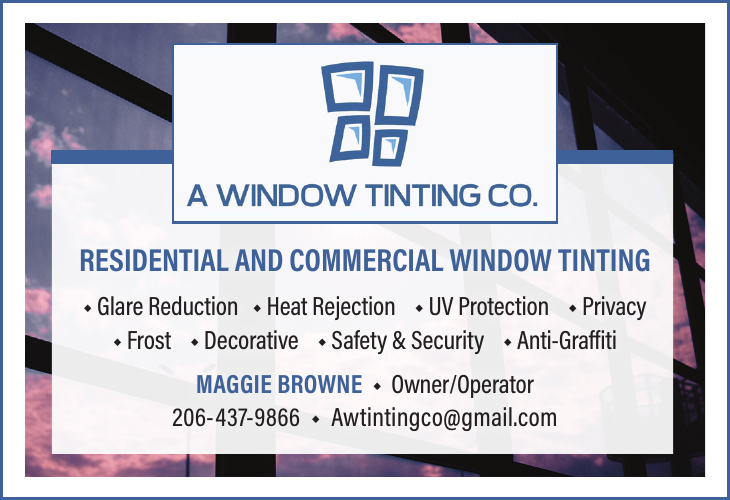 A WINDOW TINTING CO.
RESIDENTIAL AND COMMERCIAL WINDOW TINTING
⬥ Glare Reduction ⬥ Heat Rejection ⬥ UV Protection ⬥ Privacy
⬥ Frost ⬥ Decorative ⬥ Safety & Security ⬥ Anti-Graffiti
MAGGIE BROWNE ⬥ Owner/Operator
206-437-9866 ⬥ Awtintingco@gmail.com